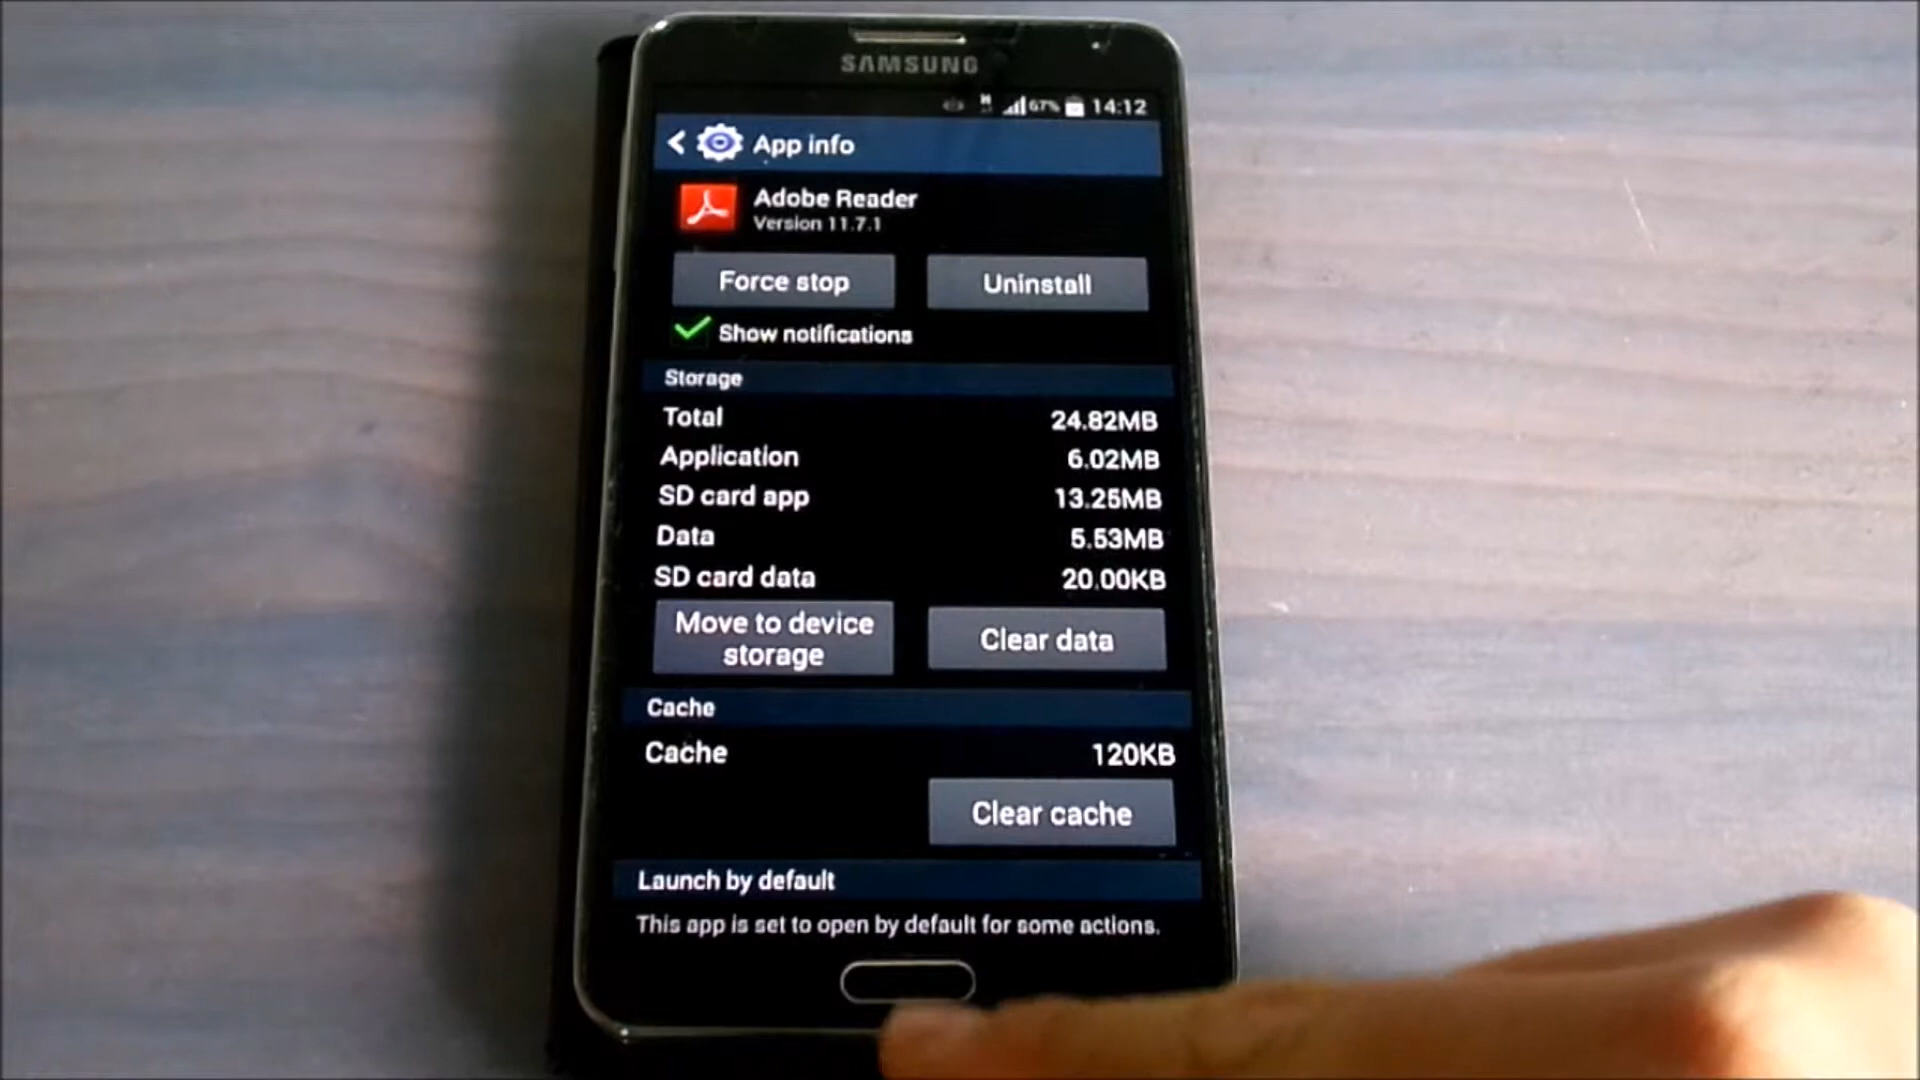 SAMSUNG
67% 14:12
App info
Adobe Reader
Version 11.7.1
Force stop Uninstall
Show notifications
Storage
Total 24.82MB
Application 6.02MB
SD card app 13.25MB
Data 5.53MB
SD card data 20.00KB
Move to device
storage
Clear data
Cache
Cache 120KB
Clear cache
Launch by default
This app is set to open by default for some actions.